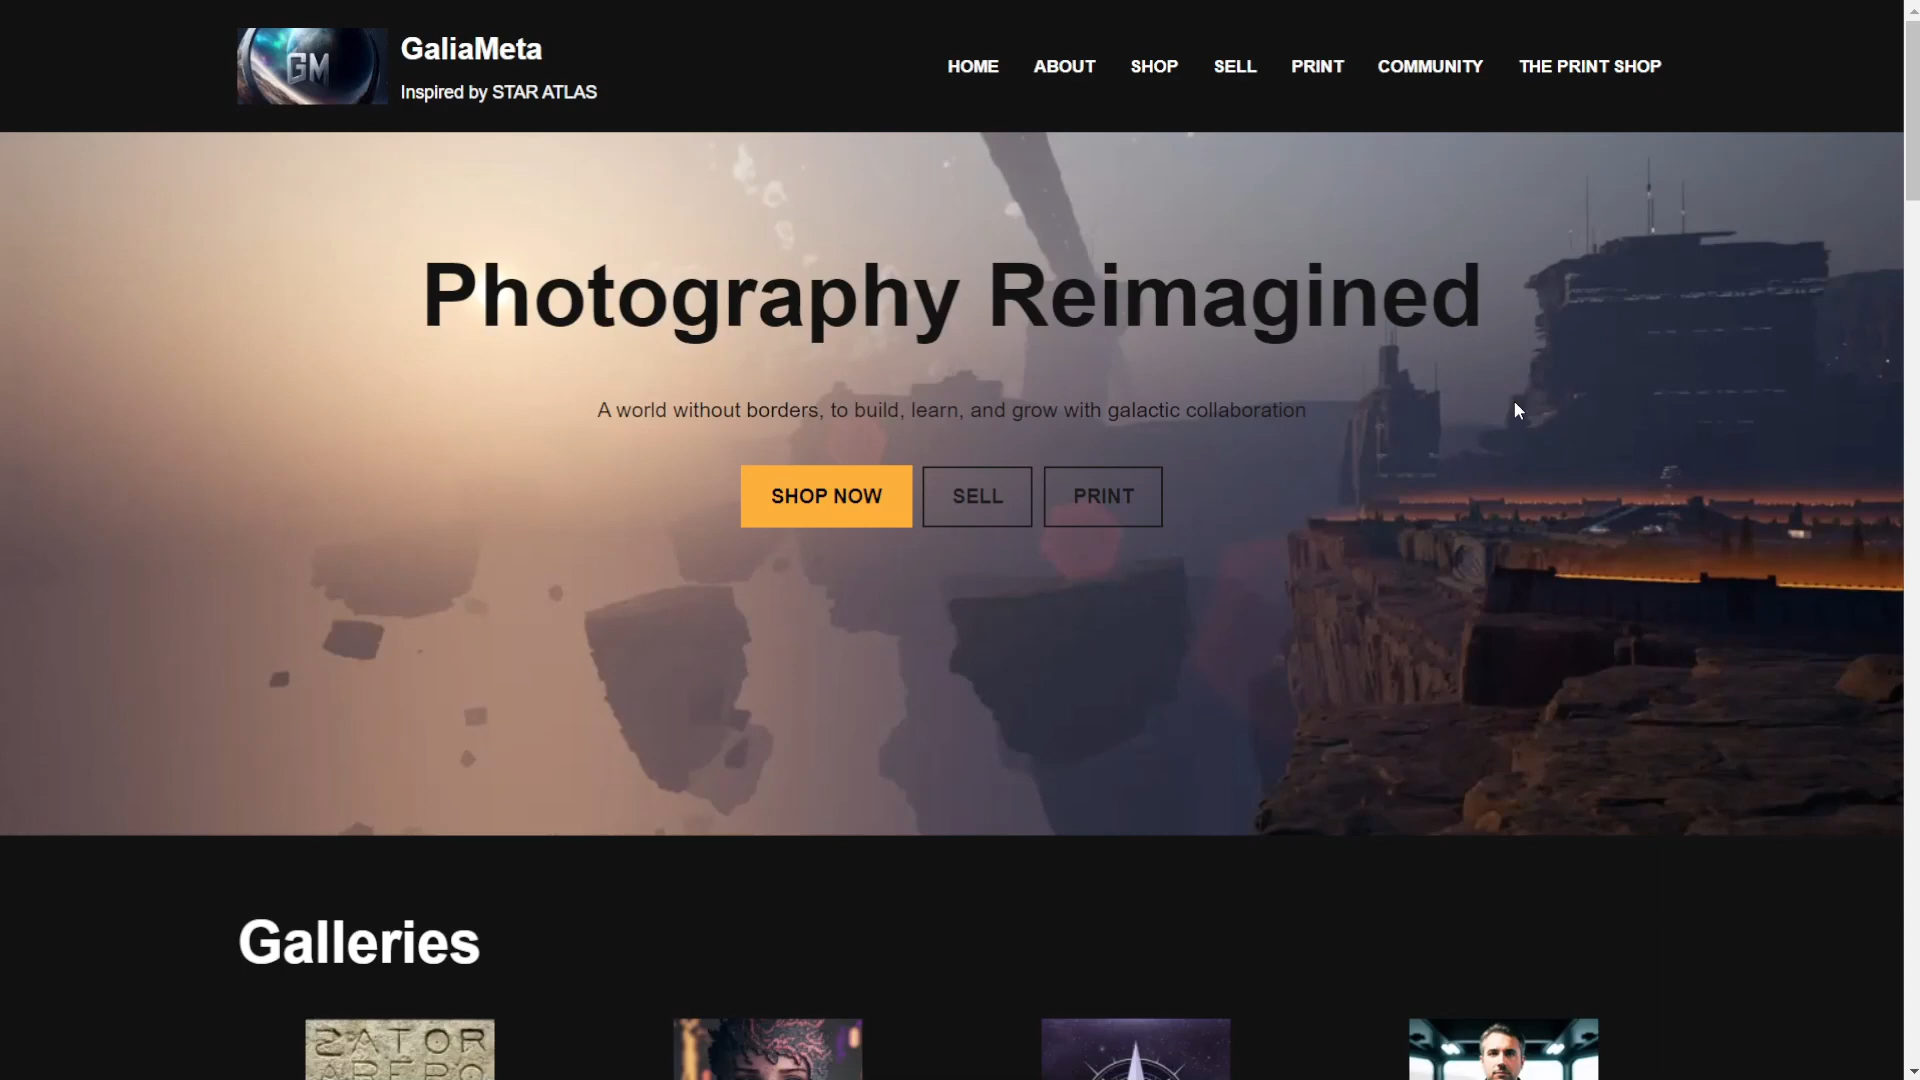 GM
GaliaMeta
Inspired by STAR ATLAS
HOME ABOUT SHOP SELL PRINT COMMUNITY THE PRINT SHOP
Photography Reimagined
A world without borders, to build, learn, and grow with galactic collaboration
SHOP NOW SELL PRINT
Galleries
SATOR
AREPO